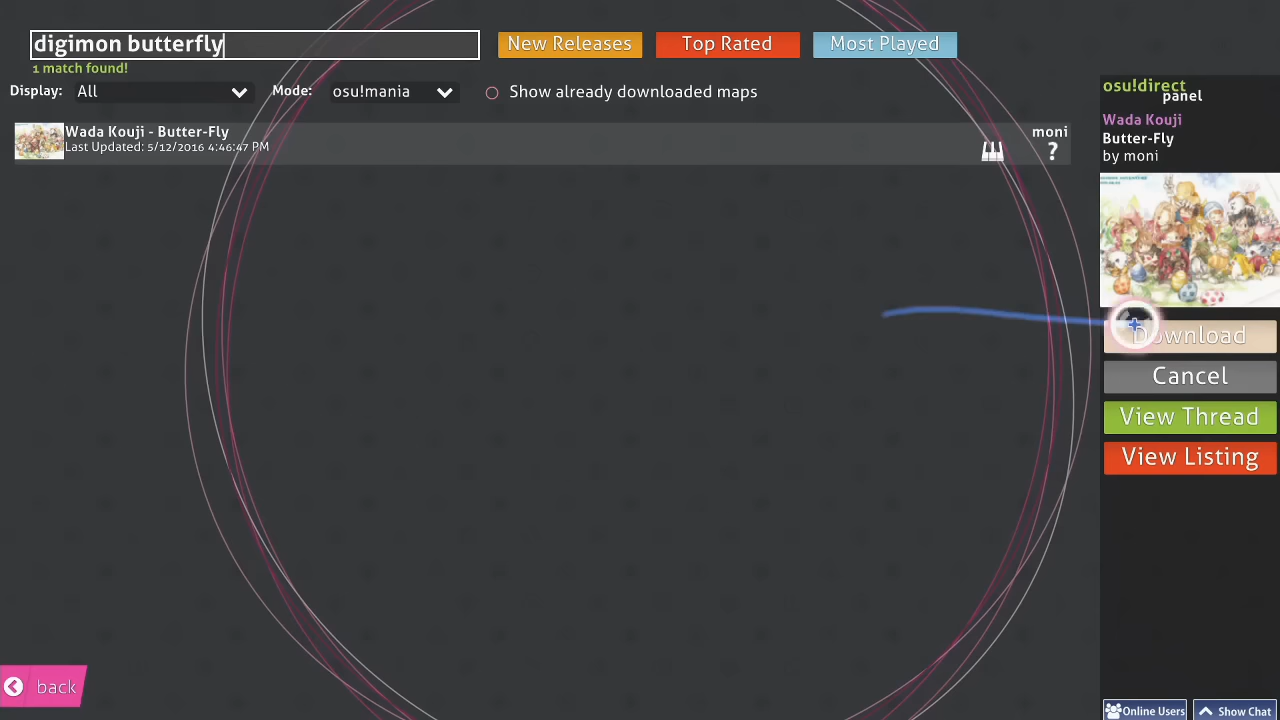 digimon butterfly
New Releases
Top Rated
Most Played
1 match found!
Display: All
Mode: osu!mania
Show already downloaded maps
osu!direct
panel
Wada Kouji
Butter-Fly
by moni
Wada Kouji - Butter-Fly
Last Updated: 5/12/2016 4:46:47 PM
moni
?
Download
Cancel
View Thread
View Listing
back
Online Users
Show Chat